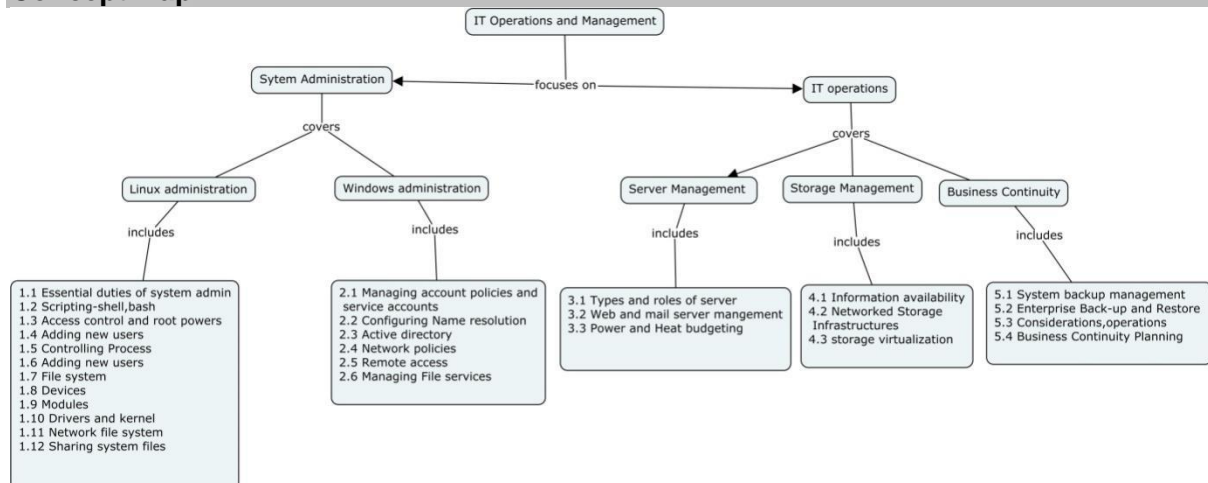 Concept Map
IT Operations and Management
focuses on
Sytem Administration
IT operations
covers
covers
Linux administration
Windows administration
Server Management
Storage Management
Business Continuity
includes
includes
includes
includes
includes
1.1 Essential duties of system admin
1.2 Scripting-shell,bash
1.3 Access control and root powers
1.4 Adding new users
1.5 Controlling Process
1.6 Adding new users
1.7 File system
1.8 Devices
1.9 Modules
1.10 Drivers and kernel
1.11 Network file system
1.12 Sharing system files
2.1 Managing account policies and
service accounts
2.2 Configuring Name resolution
2.3 Active directory
2.4 Network policies
2.5 Remote access
2.6 Managing File services
3.1 Types and roles of server
3.2 Web and mail server mangement
3.3 Power and Heat budgeting
4.1 Information availability
4.2 Networked Storage
Infrastructures
4.3 storage virtualization
5.1 System backup management
5.2 Enterprise Back-up and Restore
5.3 Considerations,operations
5.4 Business Continuity Planning